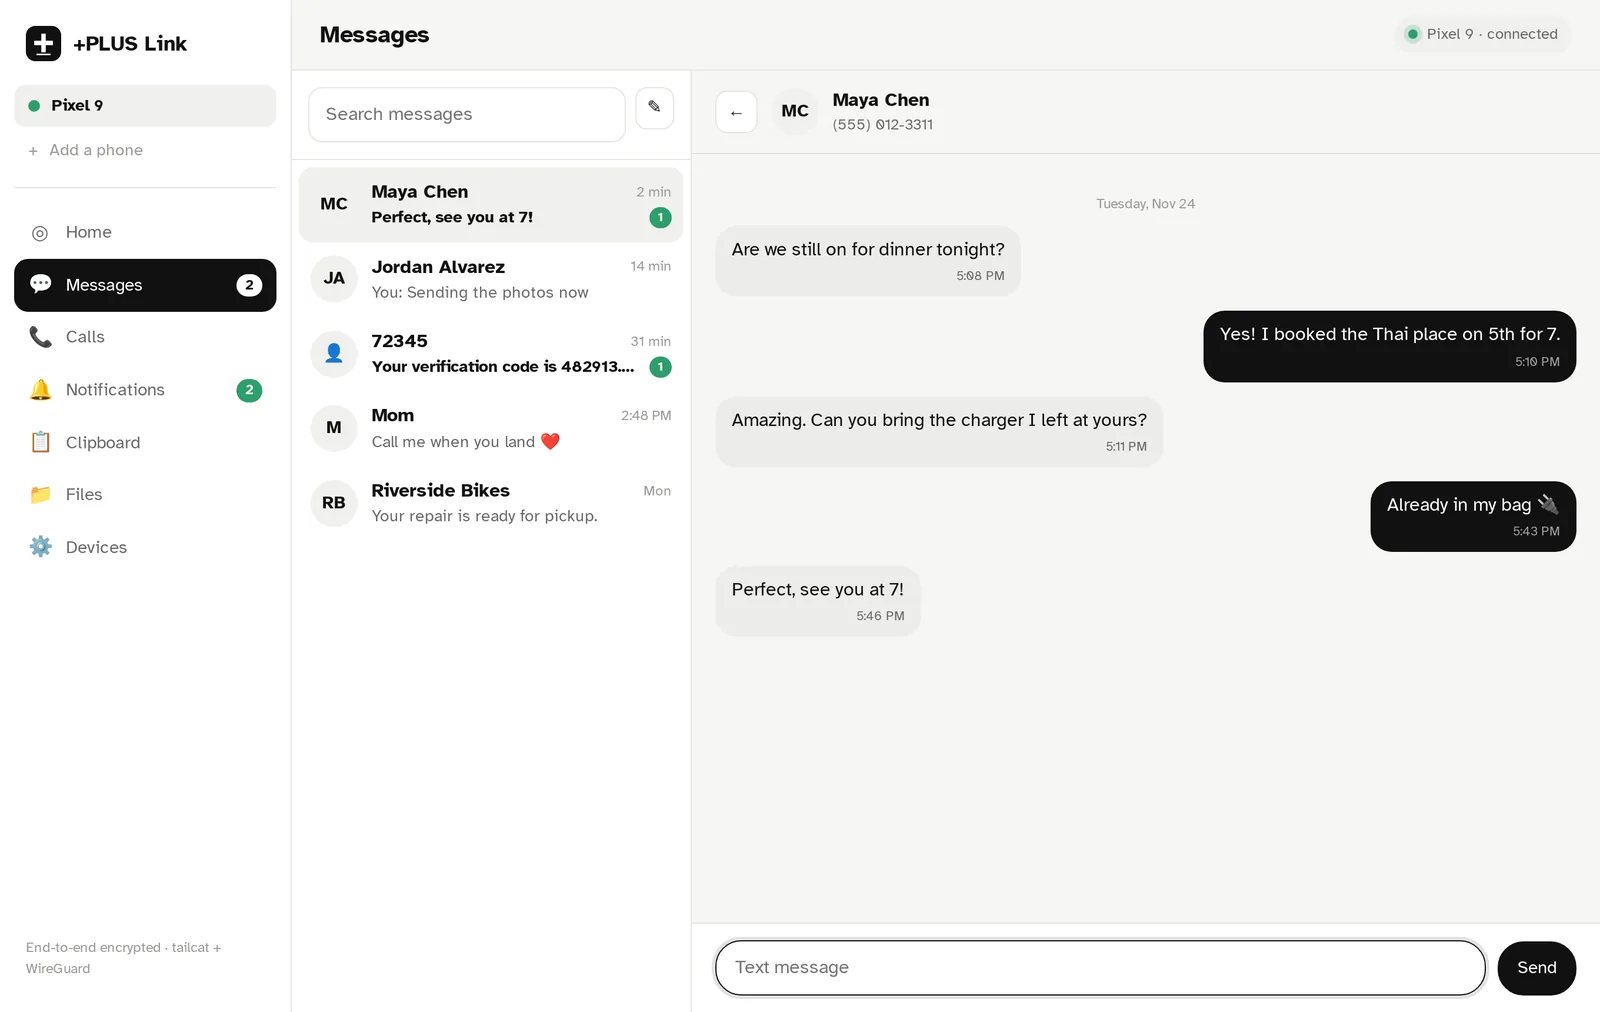 +PLUS Link
Pixel 9
+ Add a phone
Home
Messages 2
Calls
Notifications 2
Clipboard
Files
Devices
End-to-end encrypted · tailcat +
WireGuard
Messages
Pixel 9 · connected
Search messages
MC Maya Chen 2 min
Perfect, see you at 7! 1
JA Jordan Alvarez 14 min
You: Sending the photos now
72345 31 min
Your verification code is 482913.... 1
M Mom 2:48 PM
Call me when you land ❤️
RB Riverside Bikes Mon
Your repair is ready for pickup.
← MC Maya Chen
(555) 012-3311
Tuesday, Nov 24
Are we still on for dinner tonight?
5:08 PM
Yes! I booked the Thai place on 5th for 7.
5:10 PM
Amazing. Can you bring the charger I left at yours?
5:11 PM
Already in my bag 🔌
5:43 PM
Perfect, see you at 7!
5:46 PM
Text message
Send